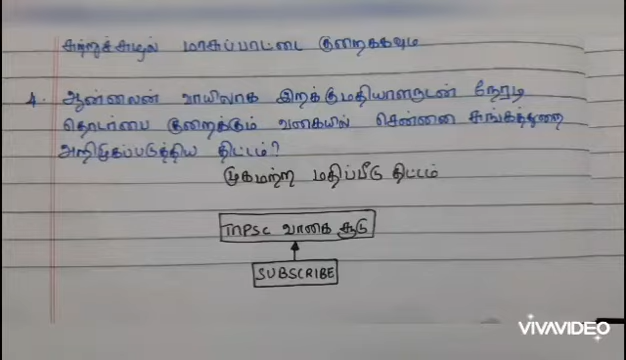 சுற்றுச்சூழல் மாசுப்பாட்டை குறைக்கவும்
4. ஆன்லைன் வாயிலாக இறக்குமதியாளருடன் நேரடி
தொடர்பை குறைக்கும் வகையில் சென்னை சுங்கத்துறை
அறிமுகப்படுத்திய திட்டம்?
முகமற்ற மதிப்பீடு திட்டம்
TNPSC வாகை சூடு
SUBSCRIBE
VIVAVIDEO